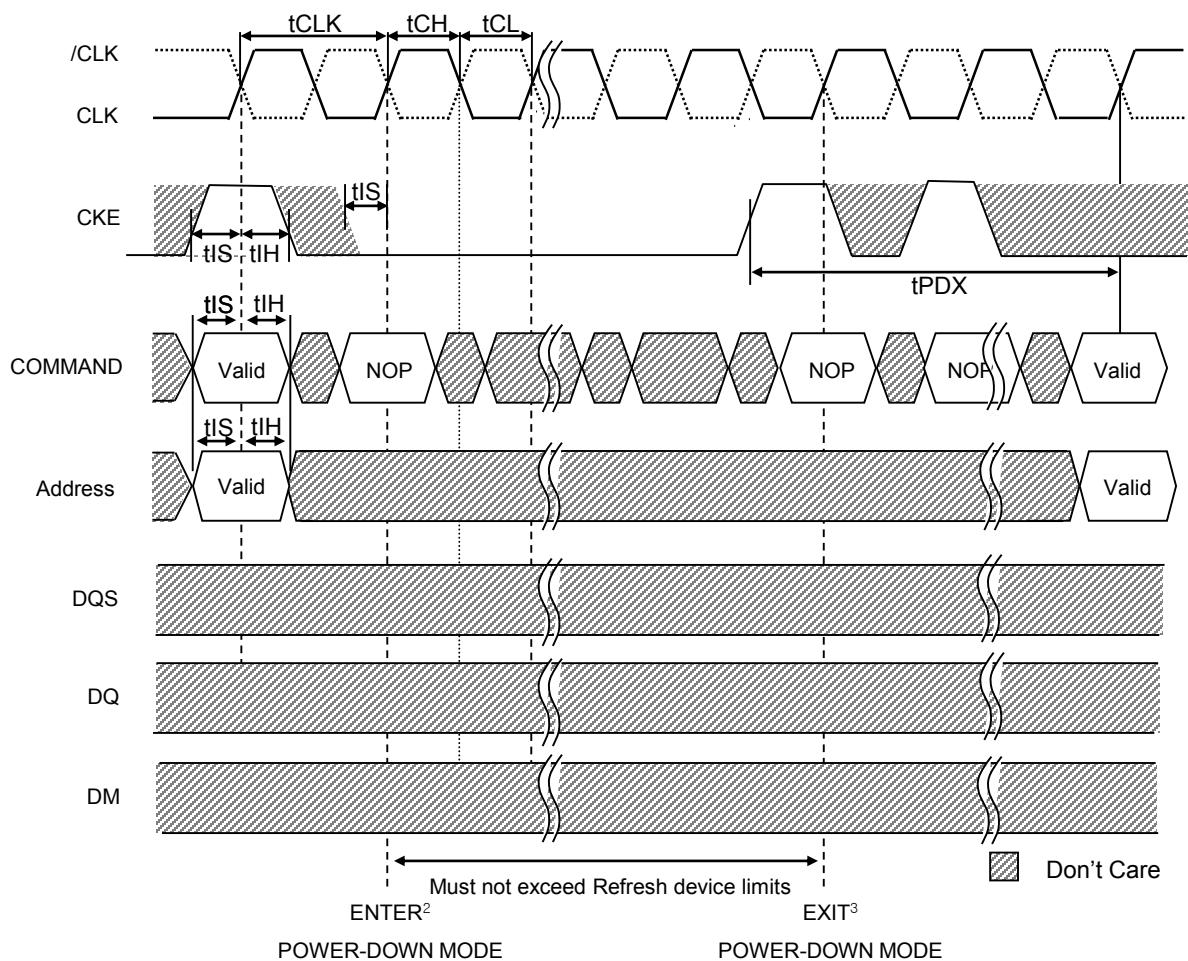 tCLK tCH tCL
/CLK
CLK
CKE
tIS
tIS tIH
tPDX
tIS tIH
COMMAND
Valid NOP NOP NOP Valid
tIS tIH
Address
Valid Valid
DQS
DQ
DM
Don't Care
Must not exceed Refresh device limits
ENTER² EXIT³
POWER-DOWN MODE POWER-DOWN MODE